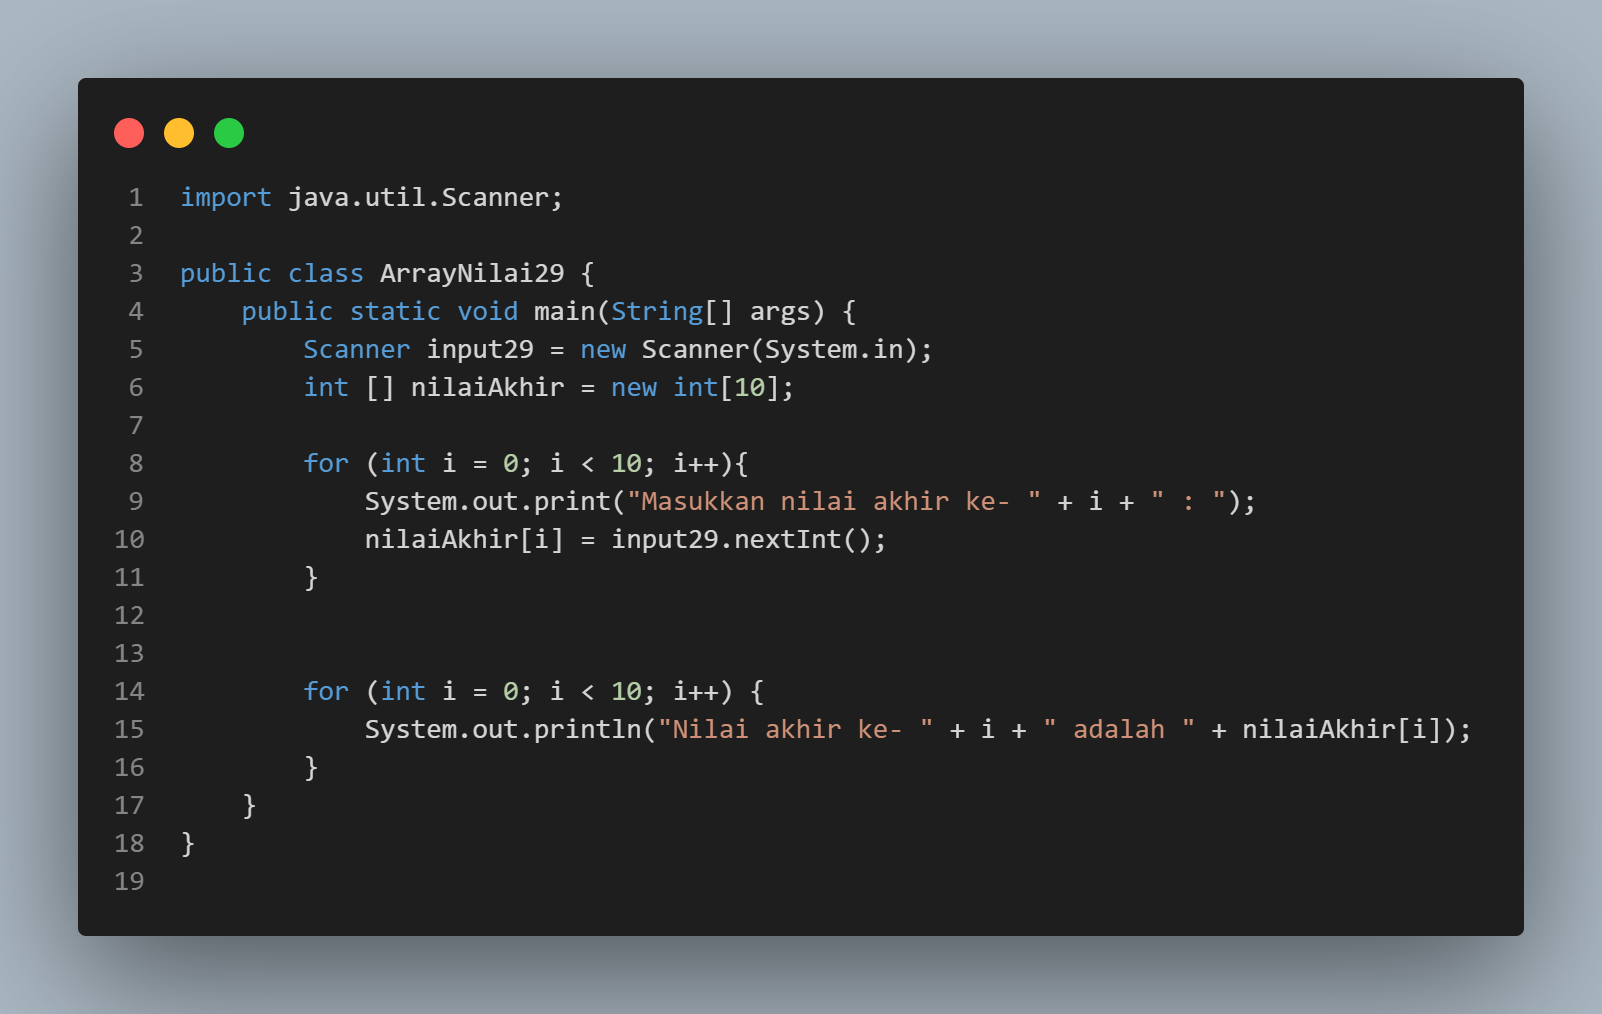 1 import java.util.Scanner;
2
3 public class ArrayNilai29 {
4     public static void main(String[] args) {
5         Scanner input29 = new Scanner(System.in);
6         int [] nilaiAkhir = new int[10];
7
8         for (int i = 0; i < 10; i++){
9             System.out.print("Masukkan nilai akhir ke- " + i + " : ");
10             nilaiAkhir[i] = input29.nextInt();
11         }
12
13
14         for (int i = 0; i < 10; i++) {
15             System.out.println("Nilai akhir ke- " + i + " adalah " + nilaiAkhir[i]);
16         }
17     }
18 }
19